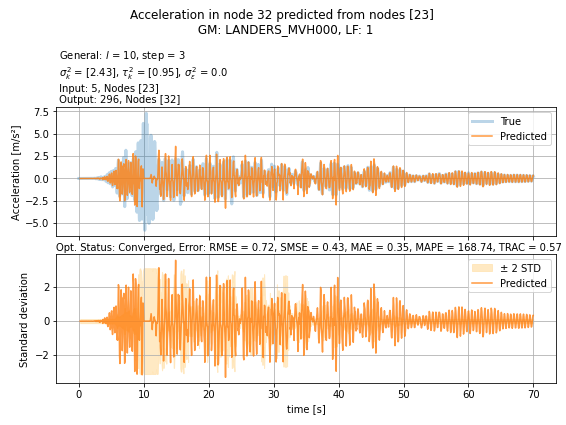 Acceleration in node 32 predicted from nodes [23]
GM: LANDERS_MVH000, LF: 1
General: l = 10, step = 3
σ²ₖ = [2.43], τ²ₖ = [0.95], σ²ε = 0.0
Input: 5, Nodes [23]
Output: 296, Nodes [32]
7.5
5.0
2.5
0.0
−2.5
−5.0
Acceleration [m/s²]
True
Predicted
Opt. Status: Converged, Error: RMSE = 0.72, SMSE = 0.43, MAE = 0.35, MAPE = 168.74, TRAC = 0.57
2
0
−2
Standard deviation
± 2 STD
Predicted
0 10 20 30 40 50 60 70
time [s]